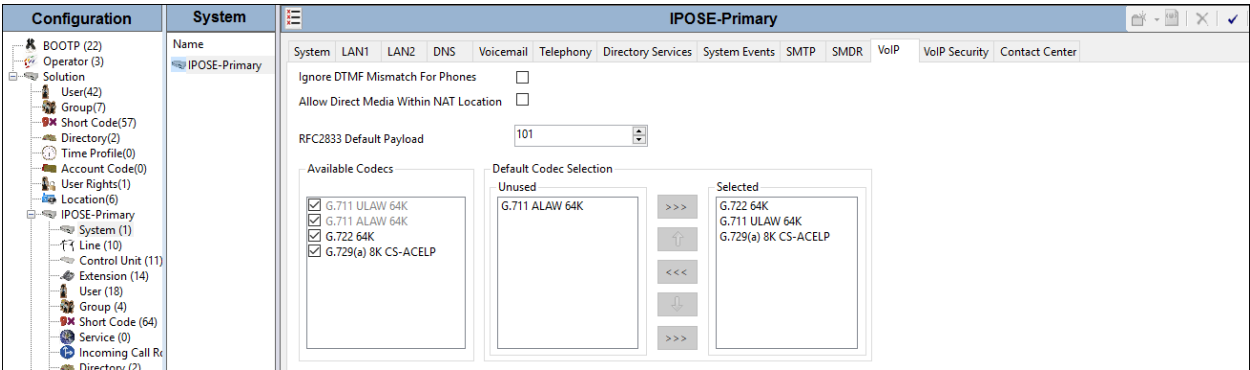 Configuration
BOOTP (22)
Operator (3)
Solution
User(42)
Group(7)
Short Code(57)
Directory(2)
Time Profile(0)
Account Code(0)
User Rights(1)
Location(6)
IPOSE-Primary
System (1)
Line (10)
Control Unit (11)
Extension (14)
User (18)
Group (4)
Short Code (64)
Service (0)
Incoming Call Ro
Directory (2)
System
Name
IPOSE-Primary
IPOSE-Primary
System LAN1 LAN2 DNS Voicemail Telephony Directory Services System Events SMTP SMDR VoIP VoIP Security Contact Center
Ignore DTMF Mismatch For Phones
Allow Direct Media Within NAT Location
RFC2833 Default Payload 101
Available Codecs
G.711 ULAW 64K
G.711 ALAW 64K
G.722 64K
G.729(a) 8K CS-ACELP
Default Codec Selection
Unused
G.711 ALAW 64K
>>>
<<<
>>>
Selected
G.722 64K
G.711 ULAW 64K
G.729(a) 8K CS-ACELP